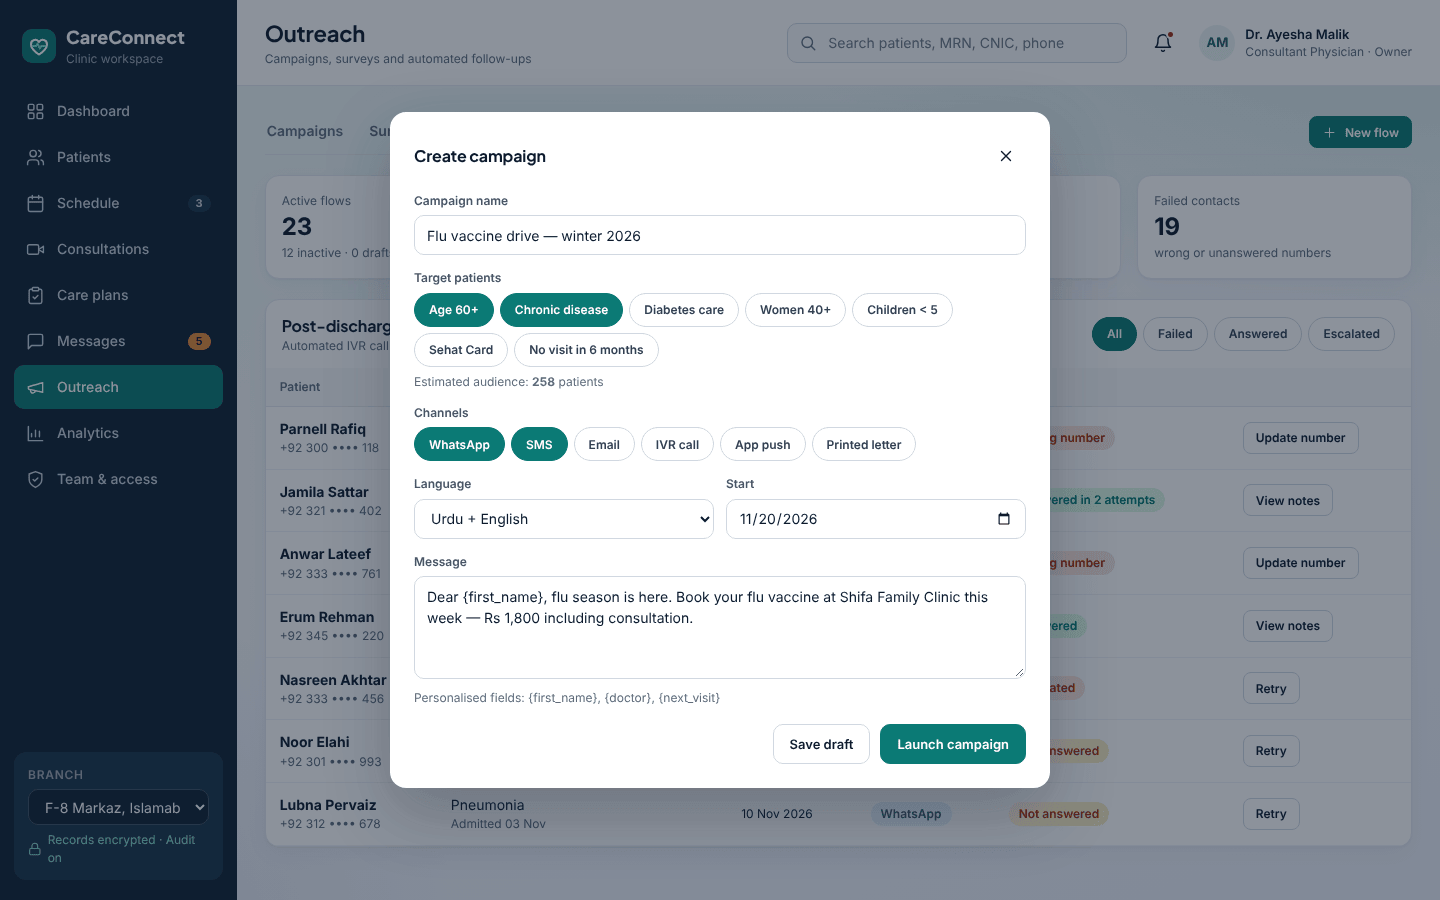 CareConnect
Clinic workspace
Dashboard
Patients
Schedule
3
Consultations
Care plans
Messages
5
Outreach
Analytics
Team & access
BRANCH
F-8 Markaz, Islamab
Records encrypted · Audit
on
Outreach
Campaigns, surveys and automated follow-ups
Search patients, MRN, CNIC, phone
AM
Dr. Ayesha Malik
Consultant Physician · Owner
Campaigns
New flow
Active flows
23
12 inactive · 0 draft
Failed contacts
19
wrong or unanswered numbers
Post-discharg
Automated IVR call
All
Failed
Answered
Escalated
Patient
Parnell Rafiq
+92 300 •••• 118
Update number
Jamila Sattar
+92 321 •••• 402
ered in 2 attempts
View notes
Anwar Lateef
+92 333 •••• 761
Update number
Erum Rehman
+92 345 •••• 220
View notes
Nasreen Akhtar
+92 333 •••• 456
Retry
Noor Elahi
+92 301 •••• 993
Retry
Lubna Pervaiz
+92 312 •••• 678
Pneumonia
Admitted 03 Nov
10 Nov 2026
WhatsApp
Not answered
Retry
Create campaign
Campaign name
Flu vaccine drive — winter 2026
Target patients
Age 60+
Chronic disease
Diabetes care
Women 40+
Children < 5
Sehat Card
No visit in 6 months
Estimated audience: 258 patients
Channels
WhatsApp
SMS
Email
IVR call
App push
Printed letter
Language
Start
Urdu + English
11/20/2026
Message
Dear {first_name}, flu season is here. Book your flu vaccine at Shifa Family Clinic this
week — Rs 1,800 including consultation.
Personalised fields: {first_name}, {doctor}, {next_visit}
Save draft
Launch campaign